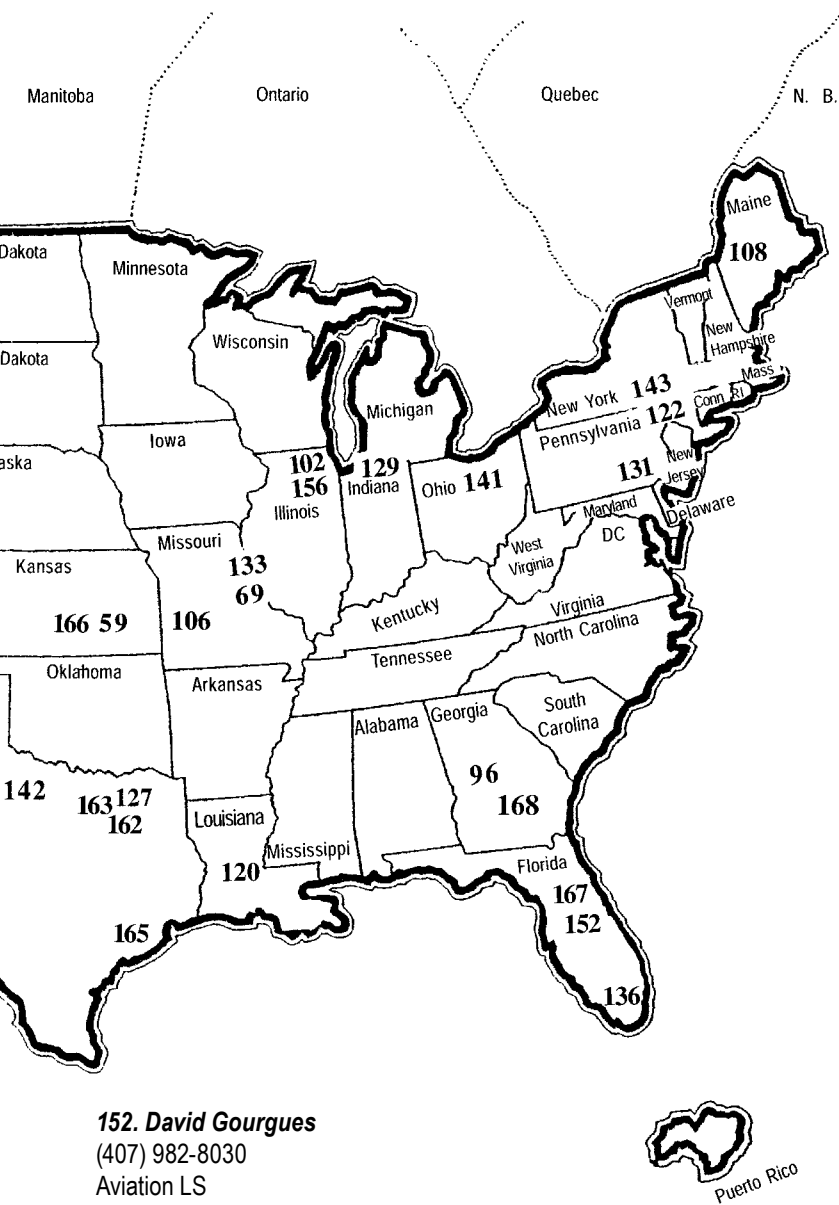 Manitoba
Ontario
Quebec
N. B.
Maine
108
Dakota
Minnesota
Vermont
New
Hampshire
Wisconsin
Dakota
Mass
Michigan
New York 143
Conn RI
Iowa
Pennsylvania 122
aska
102
129
New
Jersey
156
Indiana
Ohio 141
131
Illinois
Maryland
Delaware
DC
Missouri
West
Virginia
Kansas
133
69
Kentucky
Virginia
166 59
106
North Carolina
Tennessee
Oklahoma
Arkansas
South
Carolina
Alabama
Georgia
96
142
163
127
162
168
Louisiana
Mississippi
Florida
120
167
152
165
136
152. David Gourgues
(407) 982-8030
Aviation LS
Puerto Rico